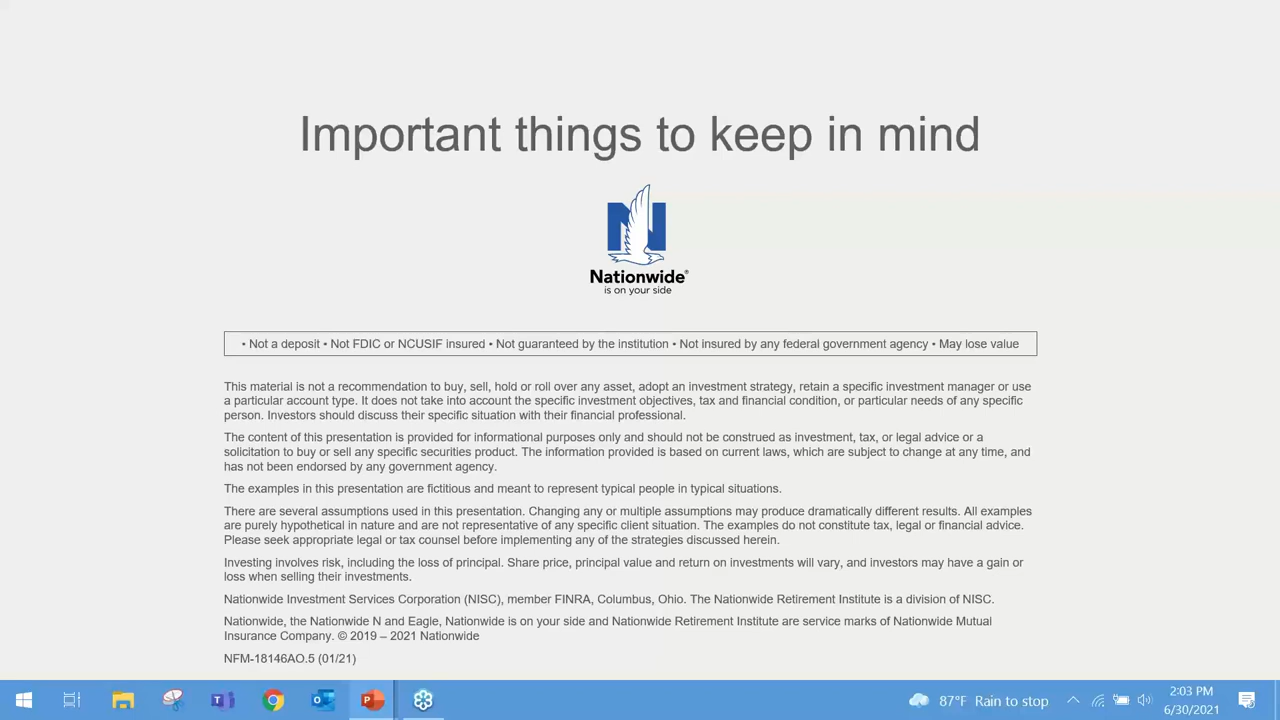 Important things to keep in mind
Nationwide®
is on your side
• Not a deposit • Not FDIC or NCUSIF insured • Not guaranteed by the institution • Not insured by any federal government agency • May lose value
This material is not a recommendation to buy, sell, hold or roll over any asset, adopt an investment strategy, retain a specific investment manager or use
a particular account type. It does not take into account the specific investment objectives, tax and financial condition, or particular needs of any specific
person. Investors should discuss their specific situation with their financial professional.
The content of this presentation is provided for informational purposes only and should not be construed as investment, tax, or legal advice or a
solicitation to buy or sell any specific securities product. The information provided is based on current laws, which are subject to change at any time, and
has not been endorsed by any government agency.
The examples in this presentation are fictitious and meant to represent typical people in typical situations.
There are several assumptions used in this presentation. Changing any or multiple assumptions may produce dramatically different results. All examples
are purely hypothetical in nature and are not representative of any specific client situation. The examples do not constitute tax, legal or financial advice.
Please seek appropriate legal or tax counsel before implementing any of the strategies discussed herein.
Investing involves risk, including the loss of principal. Share price, principal value and return on investments will vary, and investors may have a gain or
loss when selling their investments.
Nationwide Investment Services Corporation (NISC), member FINRA, Columbus, Ohio. The Nationwide Retirement Institute is a division of NISC.
Nationwide, the Nationwide N and Eagle, Nationwide is on your side and Nationwide Retirement Institute are service marks of Nationwide Mutual
Insurance Company. © 2019 – 2021 Nationwide
NFM-18146AO.5 (01/21)
87°F Rain to stop
2:03 PM
6/30/2021